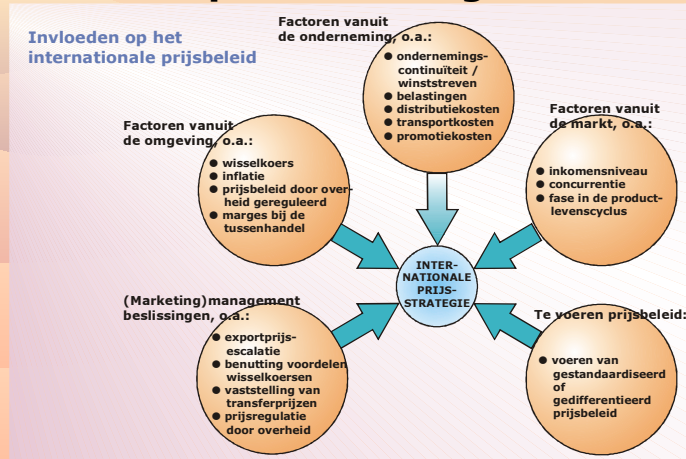 Invloeden op het
internationale prijsbeleid
Factoren vanuit
de onderneming, o.a.:
● ondernemings-
continuïteit /
winststreven
● belastingen
● distributiekosten
● transportkosten
● promotiekosten
Factoren vanuit
de omgeving, o.a.:
● wisselkoers
● inflatie
● prijsbeleid door over-
heid gereguleerd
● marges bij de
tussenhandel
Factoren vanuit
de markt, o.a.:
● inkomensniveau
● concurrentie
● fase in de product-
levenscyclus
INTER-
NATIONALE
PRIJS-
STRATEGIE
(Marketing)management
beslissingen, o.a.:
● exportprijs-
escalatie
● benutting voordelen
wisselkoersen
● vaststelling van
transferprijzen
● prijsregulatie
door overheid
Te voeren prijsbeleid:
● voeren van
gestandaardiseerd
of
gedifferentieerd
prijsbeleid